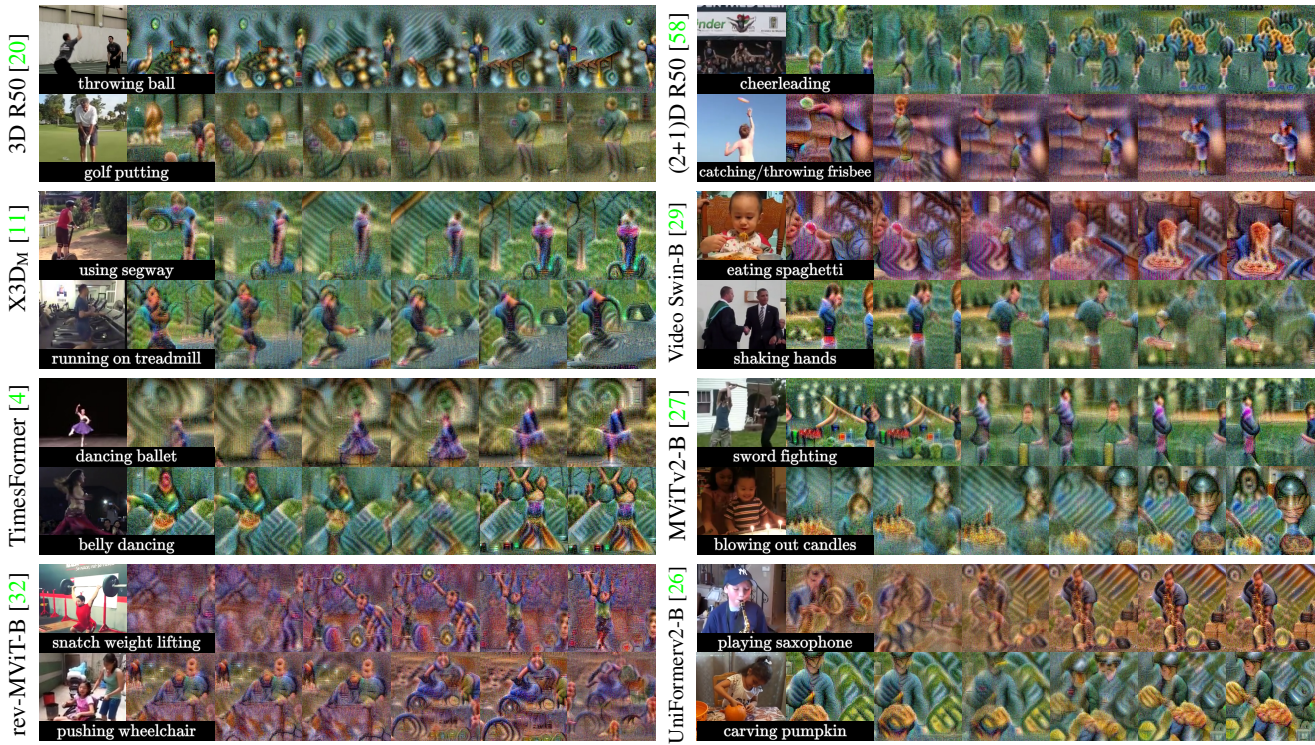 3D R50 [20]
throwing ball
golf putting
(2+1)D R50 [58]
nder
cheerleading
catching/throwing frisbee
X3D_M [11]
using segway
running on treadmill
Video Swin-B [29]
eating spaghetti
shaking hands
TimesFormer [4]
dancing ballet
belly dancing
MViTv2-B [27]
sword fighting
blowing out candles
rev-MViT-B [32]
snatch weight lifting
pushing wheelchair
UniFormerv2-B [26]
playing saxophone
carving pumpkin